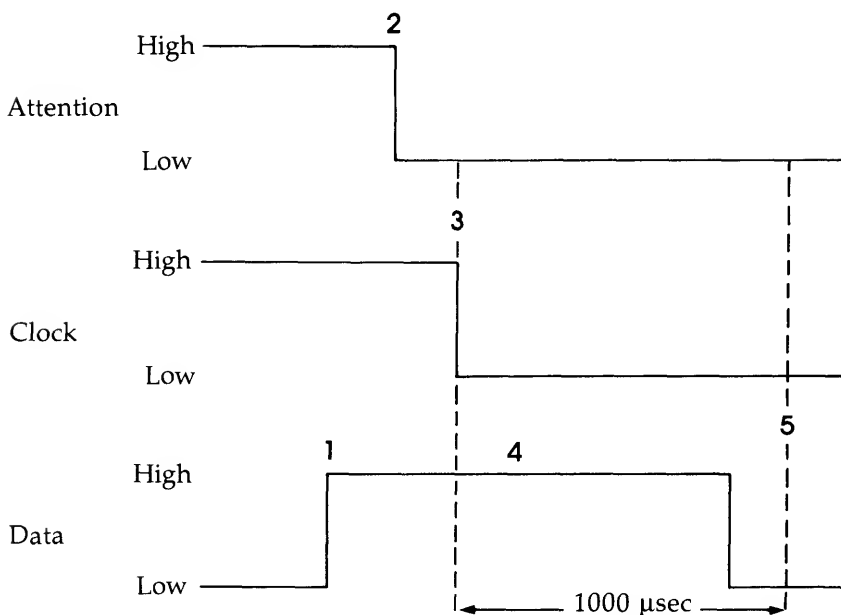 2
High
Attention
Low
3
High
Clock
Low
5
1
4
High
Data
Low
1000 µsec